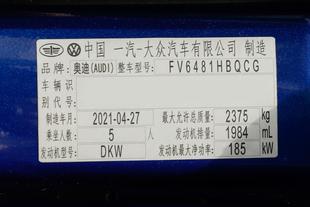 中国 一汽-大众汽车有限公司 制造
品牌: 奥迪(AUDI) 整车型号: FV6481HBQCG
车辆识别代号:
制造年月 2021-04-27 最大允许总质量: 2375 kg
乘坐人数 5 人 发动机排量: 1984 mL
发动机型号: DKW 发动机最大净功率: 185 kW